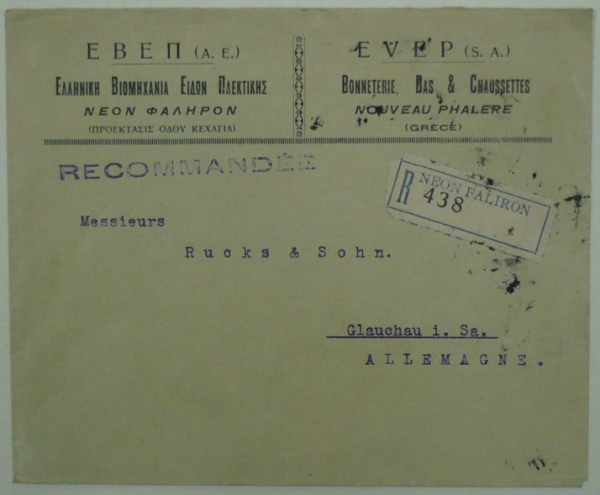 ΕΒΕΠ (Α. Ε.)
ΕΛΛΗΝΙΚΗ ΒΙΟΜΗΧΑΝΙΑ ΕΙΔΩΝ ΠΛΕΚΤΙΚΗΣ
ΝΕΟΝ ΦΑΛΗΡΟΝ
(ΠΡΟΕΚΤΑΣΙΣ ΟΔΟΥ ΚΕΧΑΓΙΑ)
EVEP (S. A.)
BONNETERIE, BAS & CHAUSSETTES
NOUVEAU PHALERE
(GRÈCE)
RECOMMANDÉE
R NEON FALIRON
438
Messieurs
Rucks & Sohn.
Glauchau i. Sa.
ALLEMAGNE.